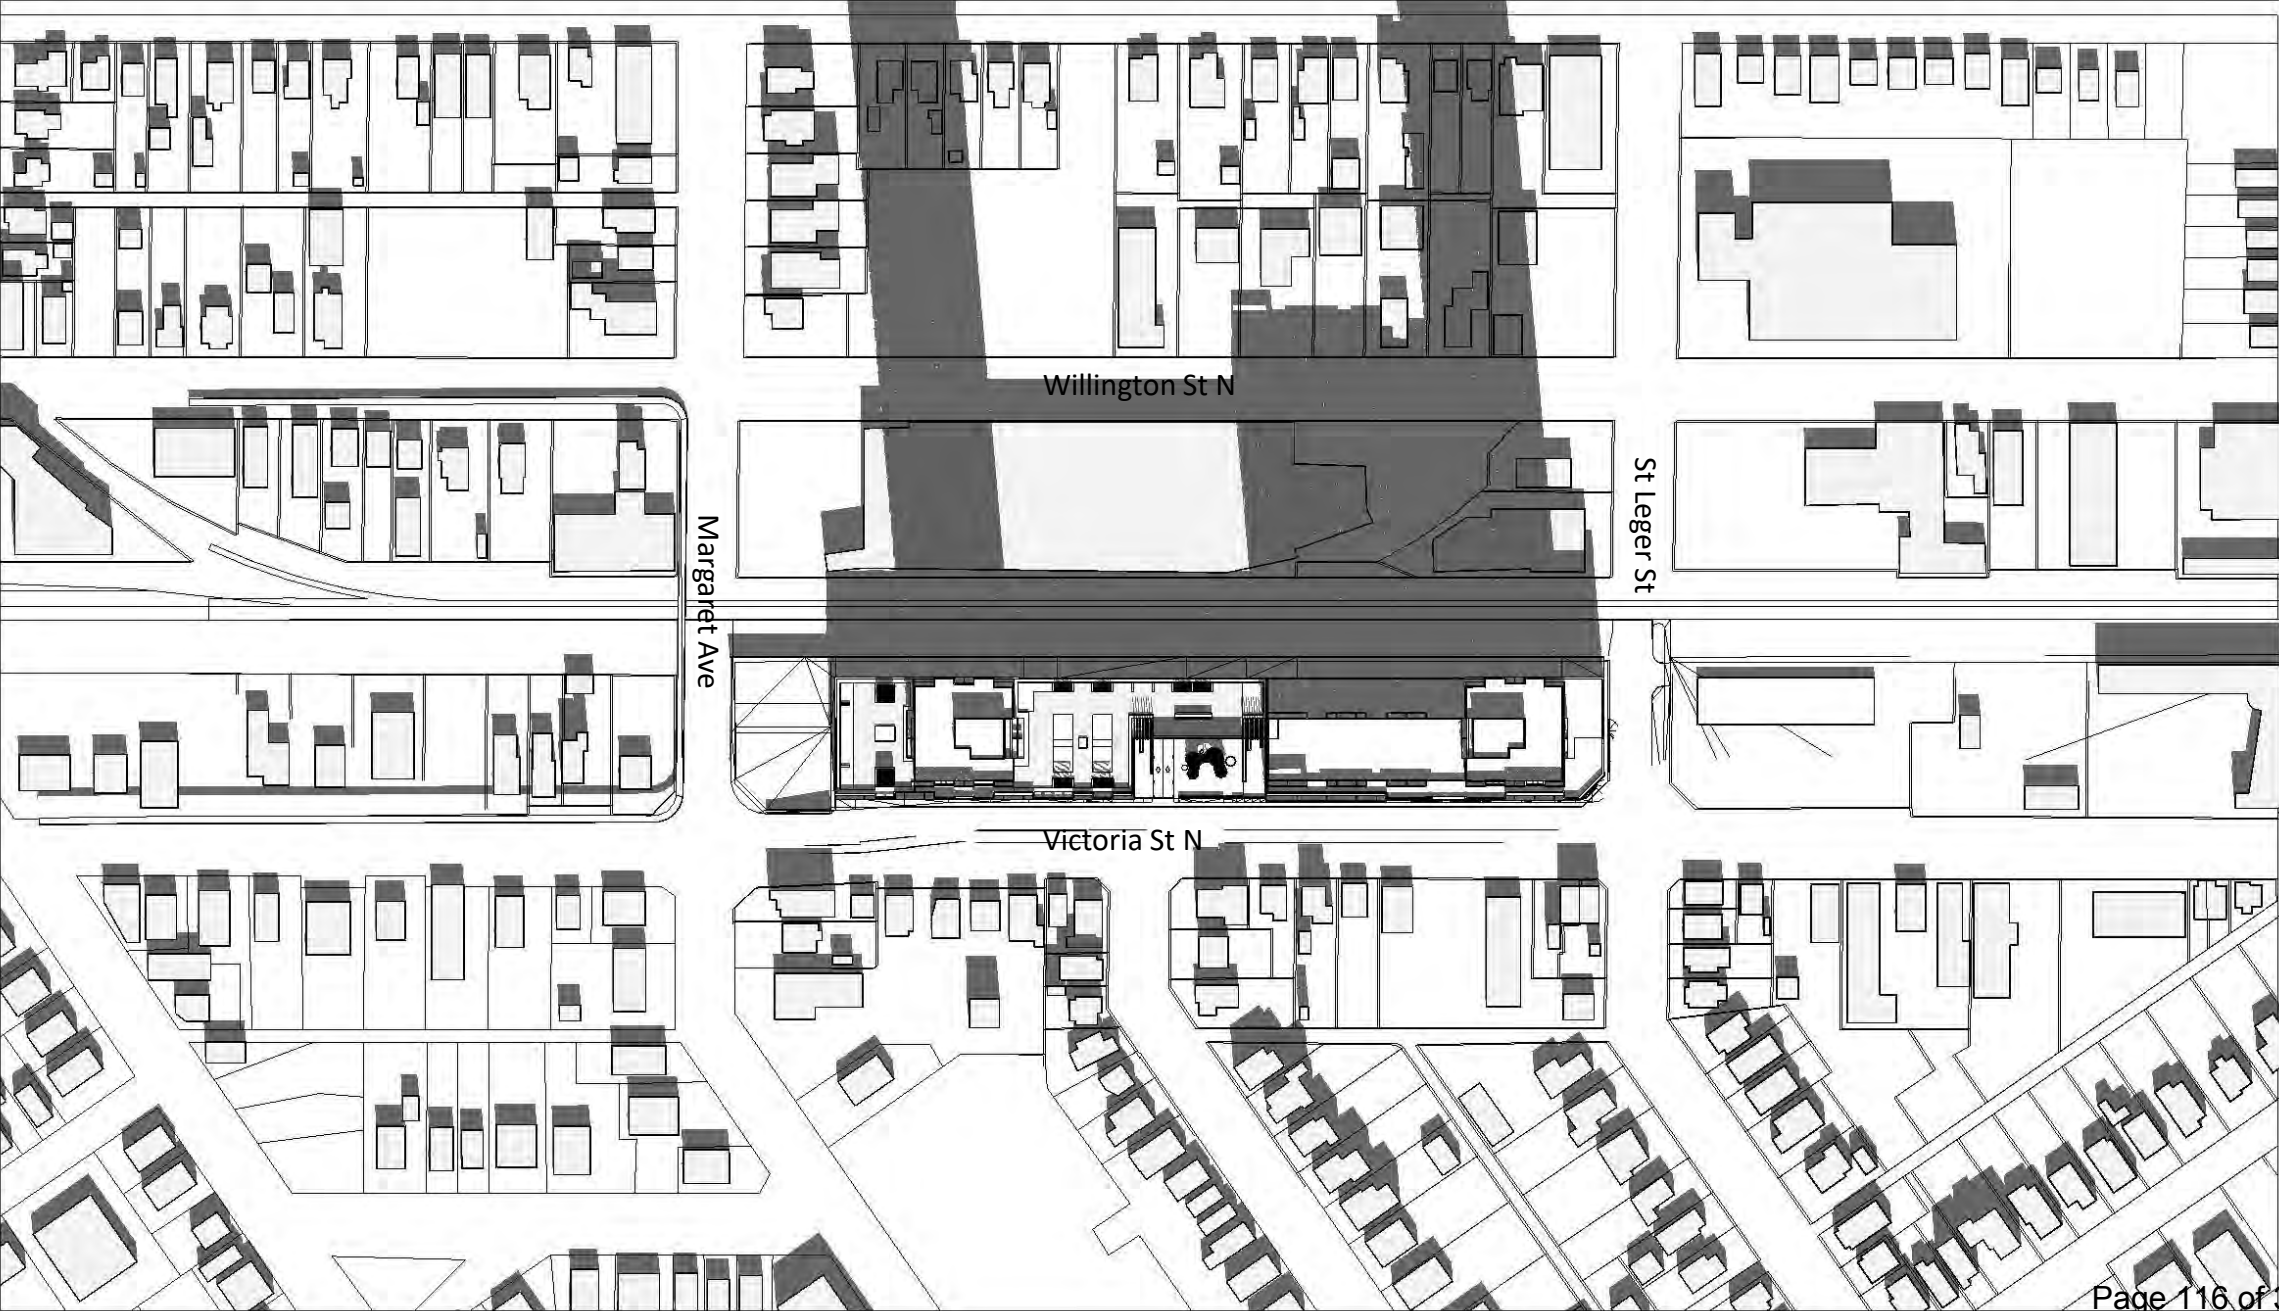 Willington St N
St Leger St
Margaret Ave
Victoria St N
Page 116 of